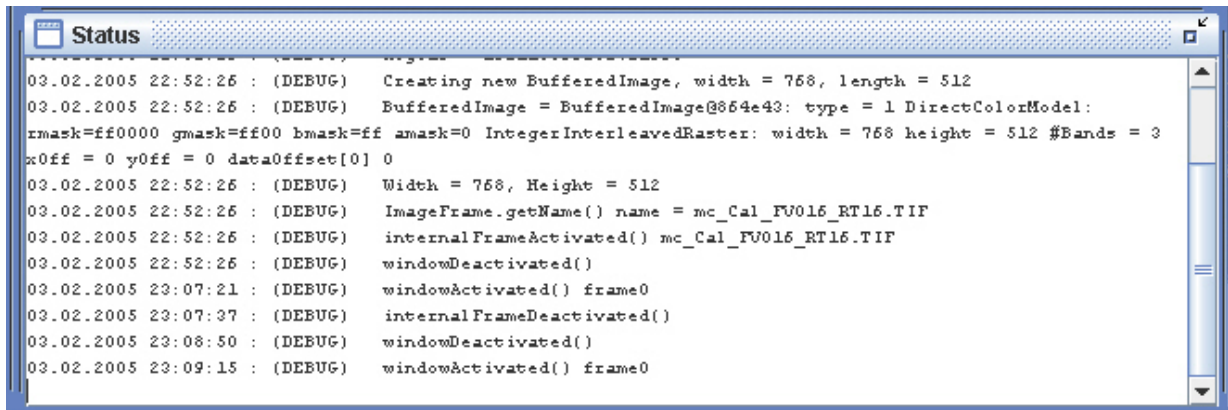 Status
03.02.2005 22:52:26 : (DEBUG) Creating new BufferedImage, width = 768, length = 512
03.02.2005 22:52:26 : (DEBUG) BufferedImage = BufferedImage@864e43: type = 1 DirectColorModel:
rmask=ff0000 gmask=ff00 bmask=ff amask=0 IntegerInterleavedRaster: width = 768 height = 512 #Bands = 3
xOff = 0 yOff = 0 dataOffset[0] 0
03.02.2005 22:52:26 : (DEBUG) Width = 768, Height = 512
03.02.2005 22:52:26 : (DEBUG) ImageFrame.getName() name = mc_Cal_FV016_RT16.TIF
03.02.2005 22:52:26 : (DEBUG) internalFrameActivated() mc_Cal_FV016_RT16.TIF
03.02.2005 22:52:26 : (DEBUG) windowDeactivated()
03.02.2005 23:07:21 : (DEBUG) windowActivated() frame0
03.02.2005 23:07:37 : (DEBUG) internalFrameDeactivated()
03.02.2005 23:08:50 : (DEBUG) windowDeactivated()
03.02.2005 23:09:15 : (DEBUG) windowActivated() frame0